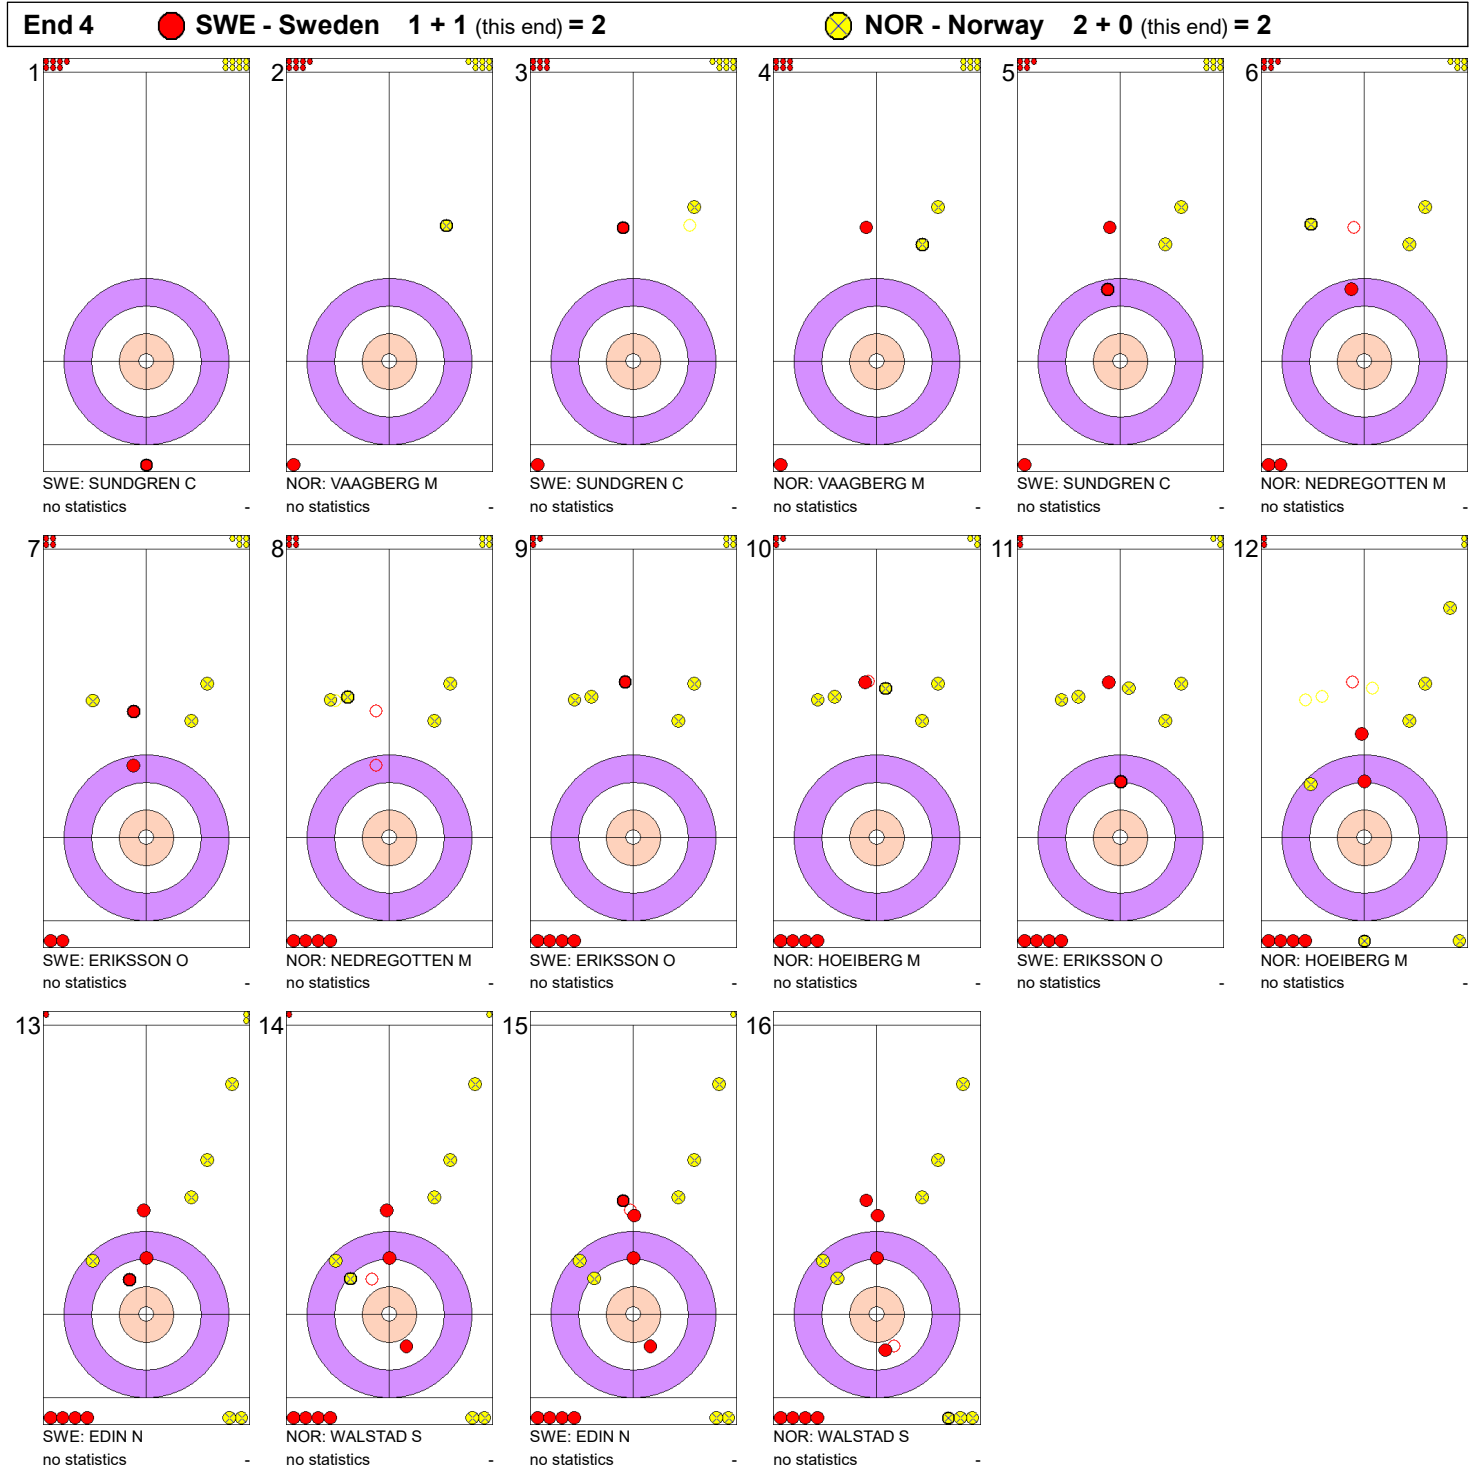 End 4 SWE - Sweden 1 + 1 (this end) = 2 NOR - Norway 2 + 0 (this end) = 2
1 2 3 4 5 6
SWE: SUNDGREN C NOR: VAAGBERG M SWE: SUNDGREN C NOR: VAAGBERG M SWE: SUNDGREN C NOR: NEDREGOTTEN M
no statistics - no statistics - no statistics - no statistics - no statistics - no statistics -
7 8 9 10 11 12
SWE: ERIKSSON O NOR: NEDREGOTTEN M SWE: ERIKSSON O NOR: HOEIBERG M SWE: ERIKSSON O NOR: HOEIBERG M
no statistics - no statistics - no statistics - no statistics - no statistics - no statistics -
13 14 15 16
SWE: EDIN N NOR: WALSTAD S SWE: EDIN N NOR: WALSTAD S
no statistics - no statistics - no statistics - no statistics -